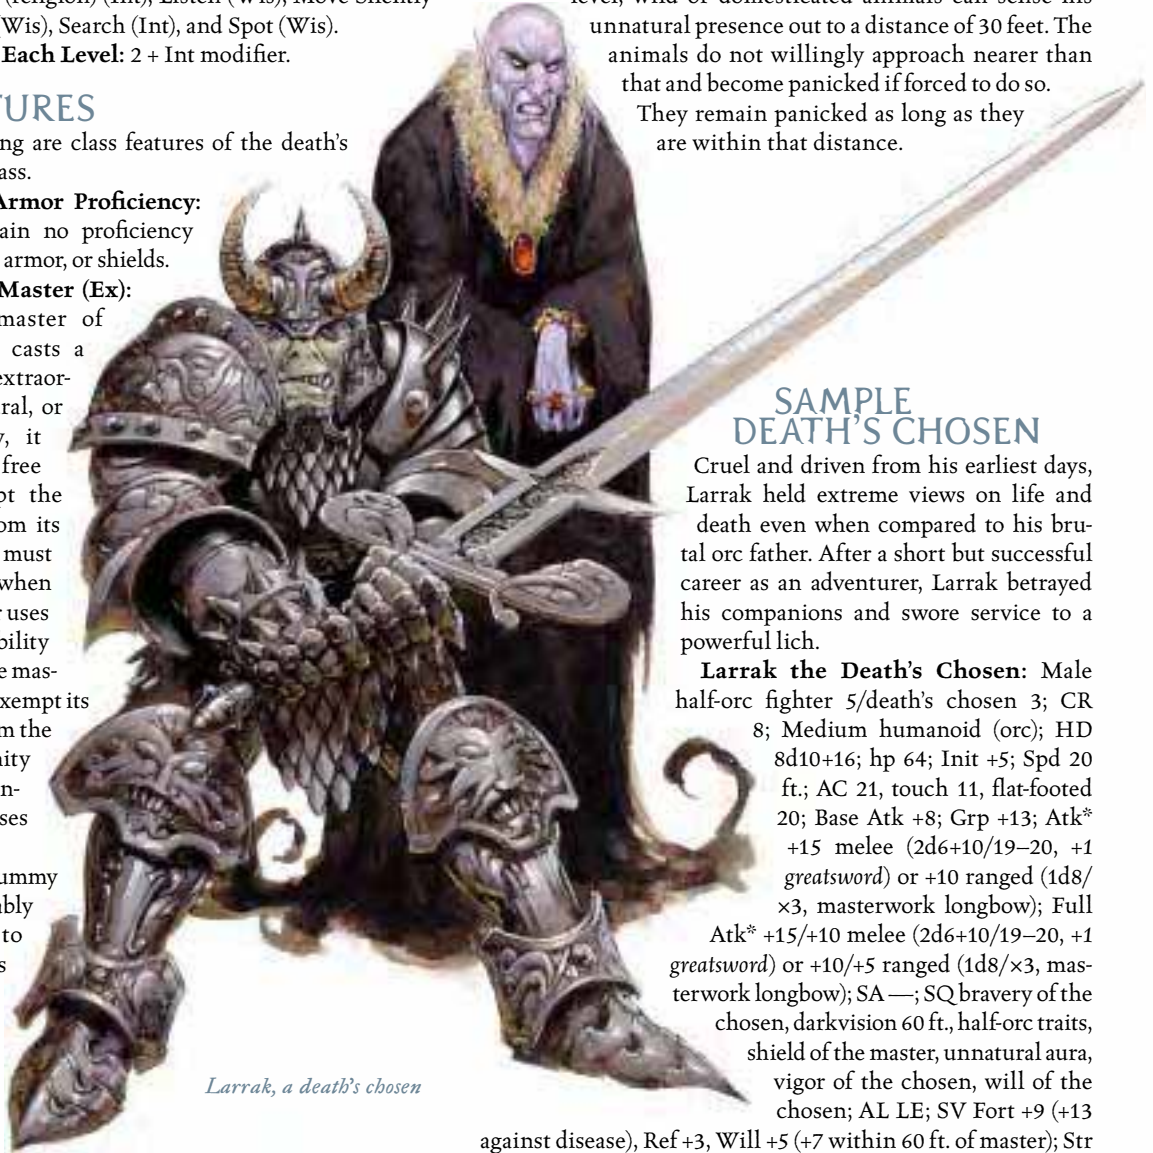 (religion) (Int), Listen (Wis), Move Silently
(Wis), Search (Int), and Spot (Wis).
Each Level: 2 + Int modifier.
TURES
ng are class features of the death's
ass.
Armor Proficiency:
ain no proficiency
armor, or shields.
Master (Ex):
master of
casts a
extraor-
ral, or
, it
free
pt the
om its
must
when
uses
bility
e mas-
xempt its
m the
ity
n-
ses
ummy
bly
to
s
level, wild or domesticated animals can sense his
unnatural presence out to a distance of 30 feet. The
animals do not willingly approach nearer than
that and become panicked if forced to do so.
They remain panicked as long as they
are within that distance.
SAMPLE
DEATH'S CHOSEN
Cruel and driven from his earliest days,
Larrak held extreme views on life and
death even when compared to his bru-
tal orc father. After a short but successful
career as an adventurer, Larrak betrayed
his companions and swore service to a
powerful lich.
Larrak the Death's Chosen: Male
half-orc fighter 5/death's chosen 3; CR
8; Medium humanoid (orc); HD
8d10+16; hp 64; Init +5; Spd 20
ft.; AC 21, touch 11, flat-footed
20; Base Atk +8; Grp +13; Atk*
+15 melee (2d6+10/19–20, +1
greatsword) or +10 ranged (1d8/
×3, masterwork longbow); Full
Atk* +15/+10 melee (2d6+10/19–20, +1
greatsword) or +10/+5 ranged (1d8/×3, mas-
terwork longbow); SA —; SQ bravery of the
chosen, darkvision 60 ft., half-orc traits,
shield of the master, unnatural aura,
vigor of the chosen, will of the
chosen; AL LE; SV Fort +9 (+13
against disease), Ref +3, Will +5 (+7 within 60 ft. of master); Str
Larrak, a death's chosen